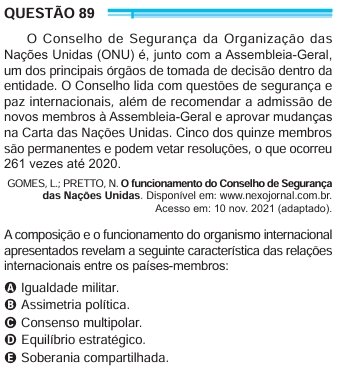 QUESTÃO 89
O Conselho de Segurança da Organização das
Nações Unidas (ONU) é, junto com a Assembleia-Geral,
um dos principais órgãos de tomada de decisão dentro da
entidade. O Conselho lida com questões de segurança e
paz internacionais, além de recomendar a admissão de
novos membros à Assembleia-Geral e aprovar mudanças
na Carta das Nações Unidas. Cinco dos quinze membros
são permanentes e podem vetar resoluções, o que ocorreu
261 vezes até 2020.
GOMES, L.; PRETTO, N. O funcionamento do Conselho de Segurança
das Nações Unidas. Disponível em: www.nexojornal.com.br.
Acesso em: 10 nov. 2021 (adaptado).
A composição e o funcionamento do organismo internacional
apresentados revelam a seguinte característica das relações
internacionais entre os países-membros:
A Igualdade militar.
B Assimetria política.
C Consenso multipolar.
D Equilíbrio estratégico.
E Soberania compartilhada.